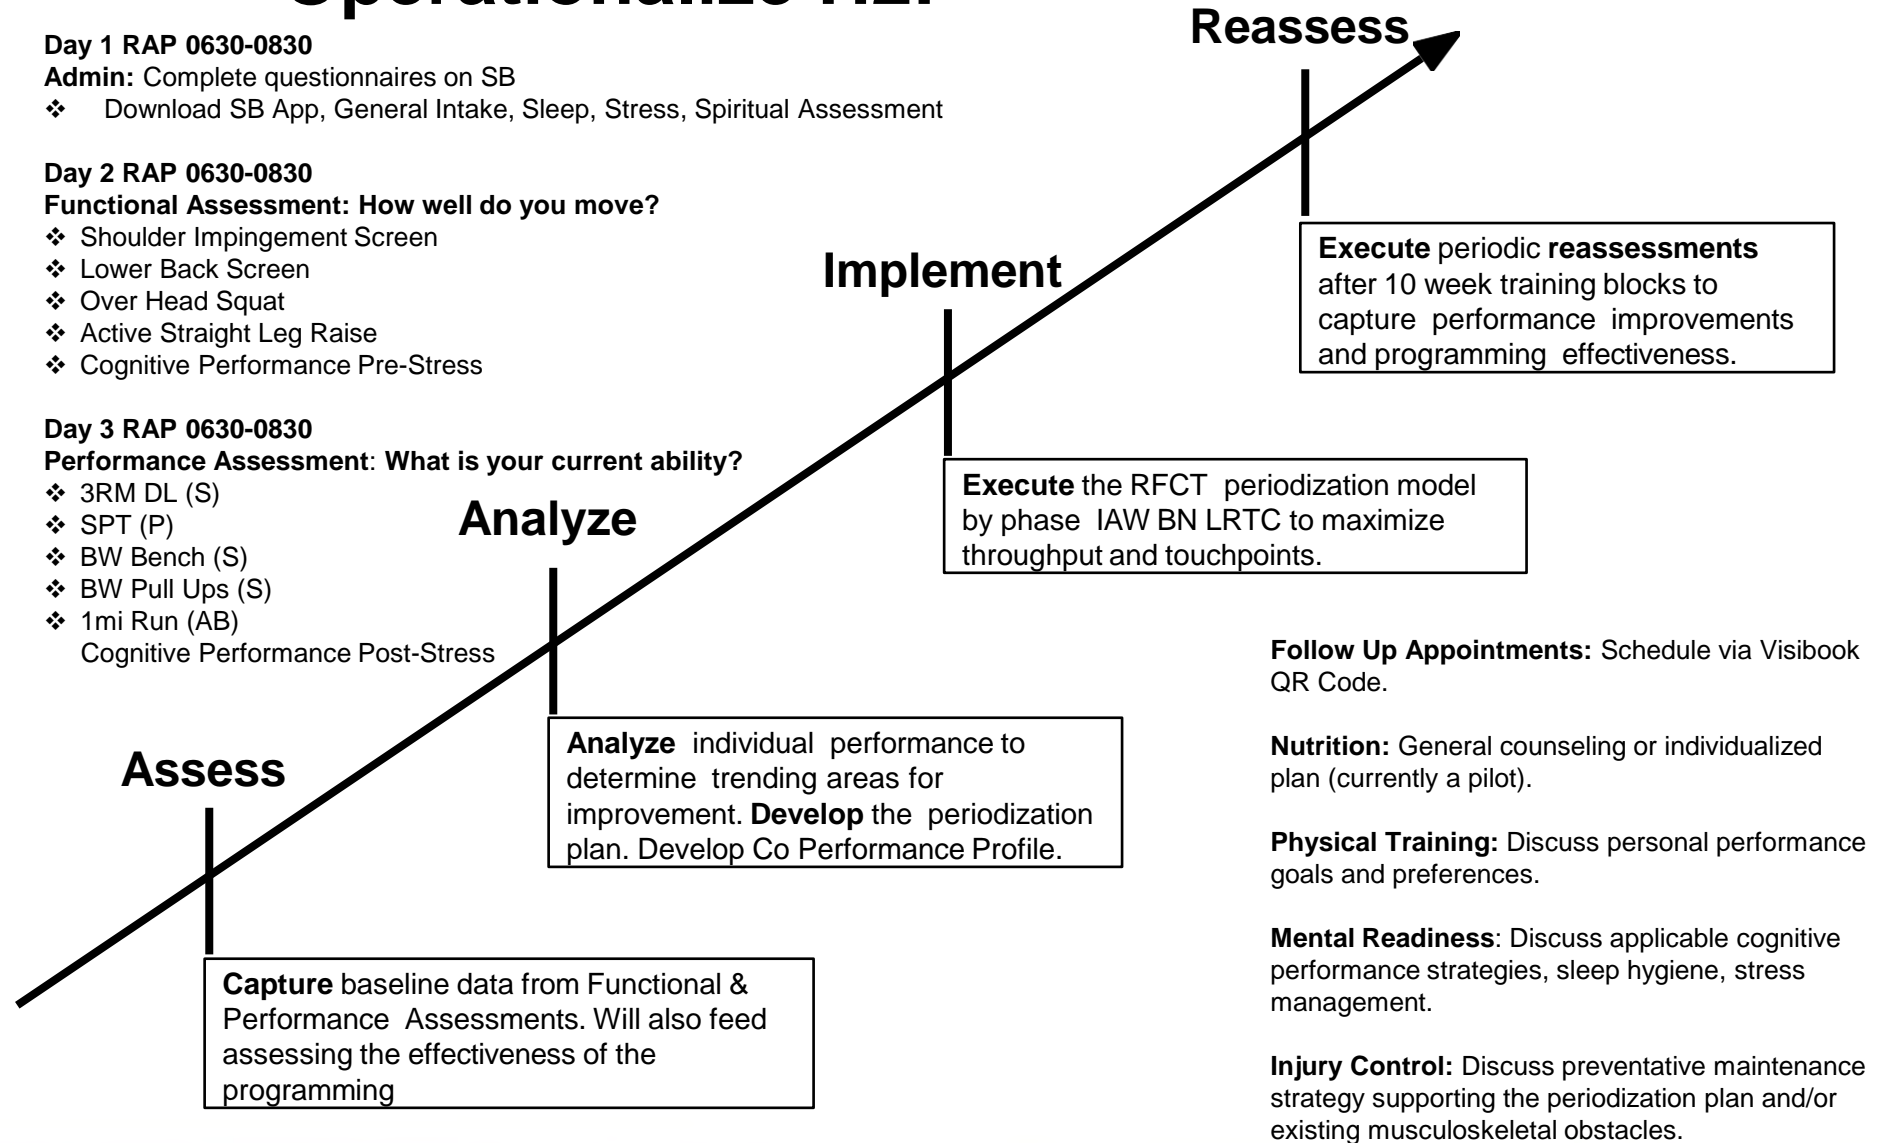 Operationalize H2F
Day 1 RAP 0630-0830
Admin: Complete questionnaires on SB
❖ Download SB App, General Intake, Sleep, Stress, Spiritual Assessment
Day 2 RAP 0630-0830
Functional Assessment: How well do you move?
❖ Shoulder Impingement Screen
❖ Lower Back Screen
❖ Over Head Squat
❖ Active Straight Leg Raise
❖ Cognitive Performance Pre-Stress
Day 3 RAP 0630-0830
Performance Assessment: What is your current ability?
❖ 3RM DL (S)
❖ SPT (P)
❖ BW Bench (S)
❖ BW Pull Ups (S)
❖ 1mi Run (AB)
Cognitive Performance Post-Stress
Assess
Capture baseline data from Functional &
Performance Assessments. Will also feed
assessing the effectiveness of the
programming
Analyze
Analyze individual performance to
determine trending areas for
improvement. Develop the periodization
plan. Develop Co Performance Profile.
Implement
Execute the RFCT periodization model
by phase IAW BN LRTC to maximize
throughput and touchpoints.
Reassess
Execute periodic reassessments
after 10 week training blocks to
capture performance improvements
and programming effectiveness.
Follow Up Appointments: Schedule via Visibook
QR Code.
Nutrition: General counseling or individualized
plan (currently a pilot).
Physical Training: Discuss personal performance
goals and preferences.
Mental Readiness: Discuss applicable cognitive
performance strategies, sleep hygiene, stress
management.
Injury Control: Discuss preventative maintenance
strategy supporting the periodization plan and/or
existing musculoskeletal obstacles.